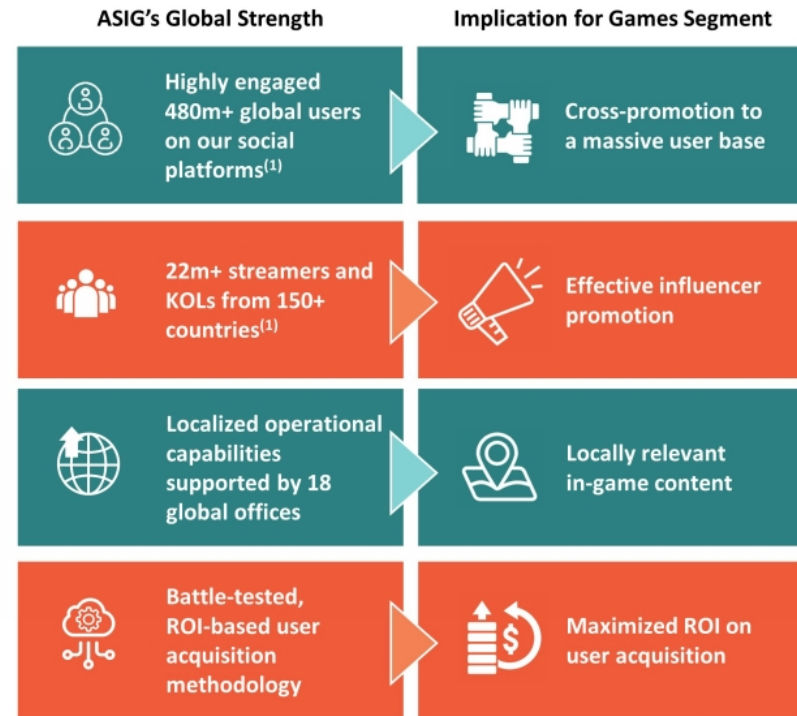 ASIG's Global Strength
Implication for Games Segment
Highly engaged
480m+ global users
on our social
platforms(1)
Cross-promotion to
a massive user base
22m+ streamers and
KOLs from 150+
countries(1)
Effective influencer
promotion
Localized operational
capabilities
supported by 18
global offices
Locally relevant
in-game content
Battle-tested,
ROI-based user
acquisition
methodology
$
Maximized ROI on
user acquisition